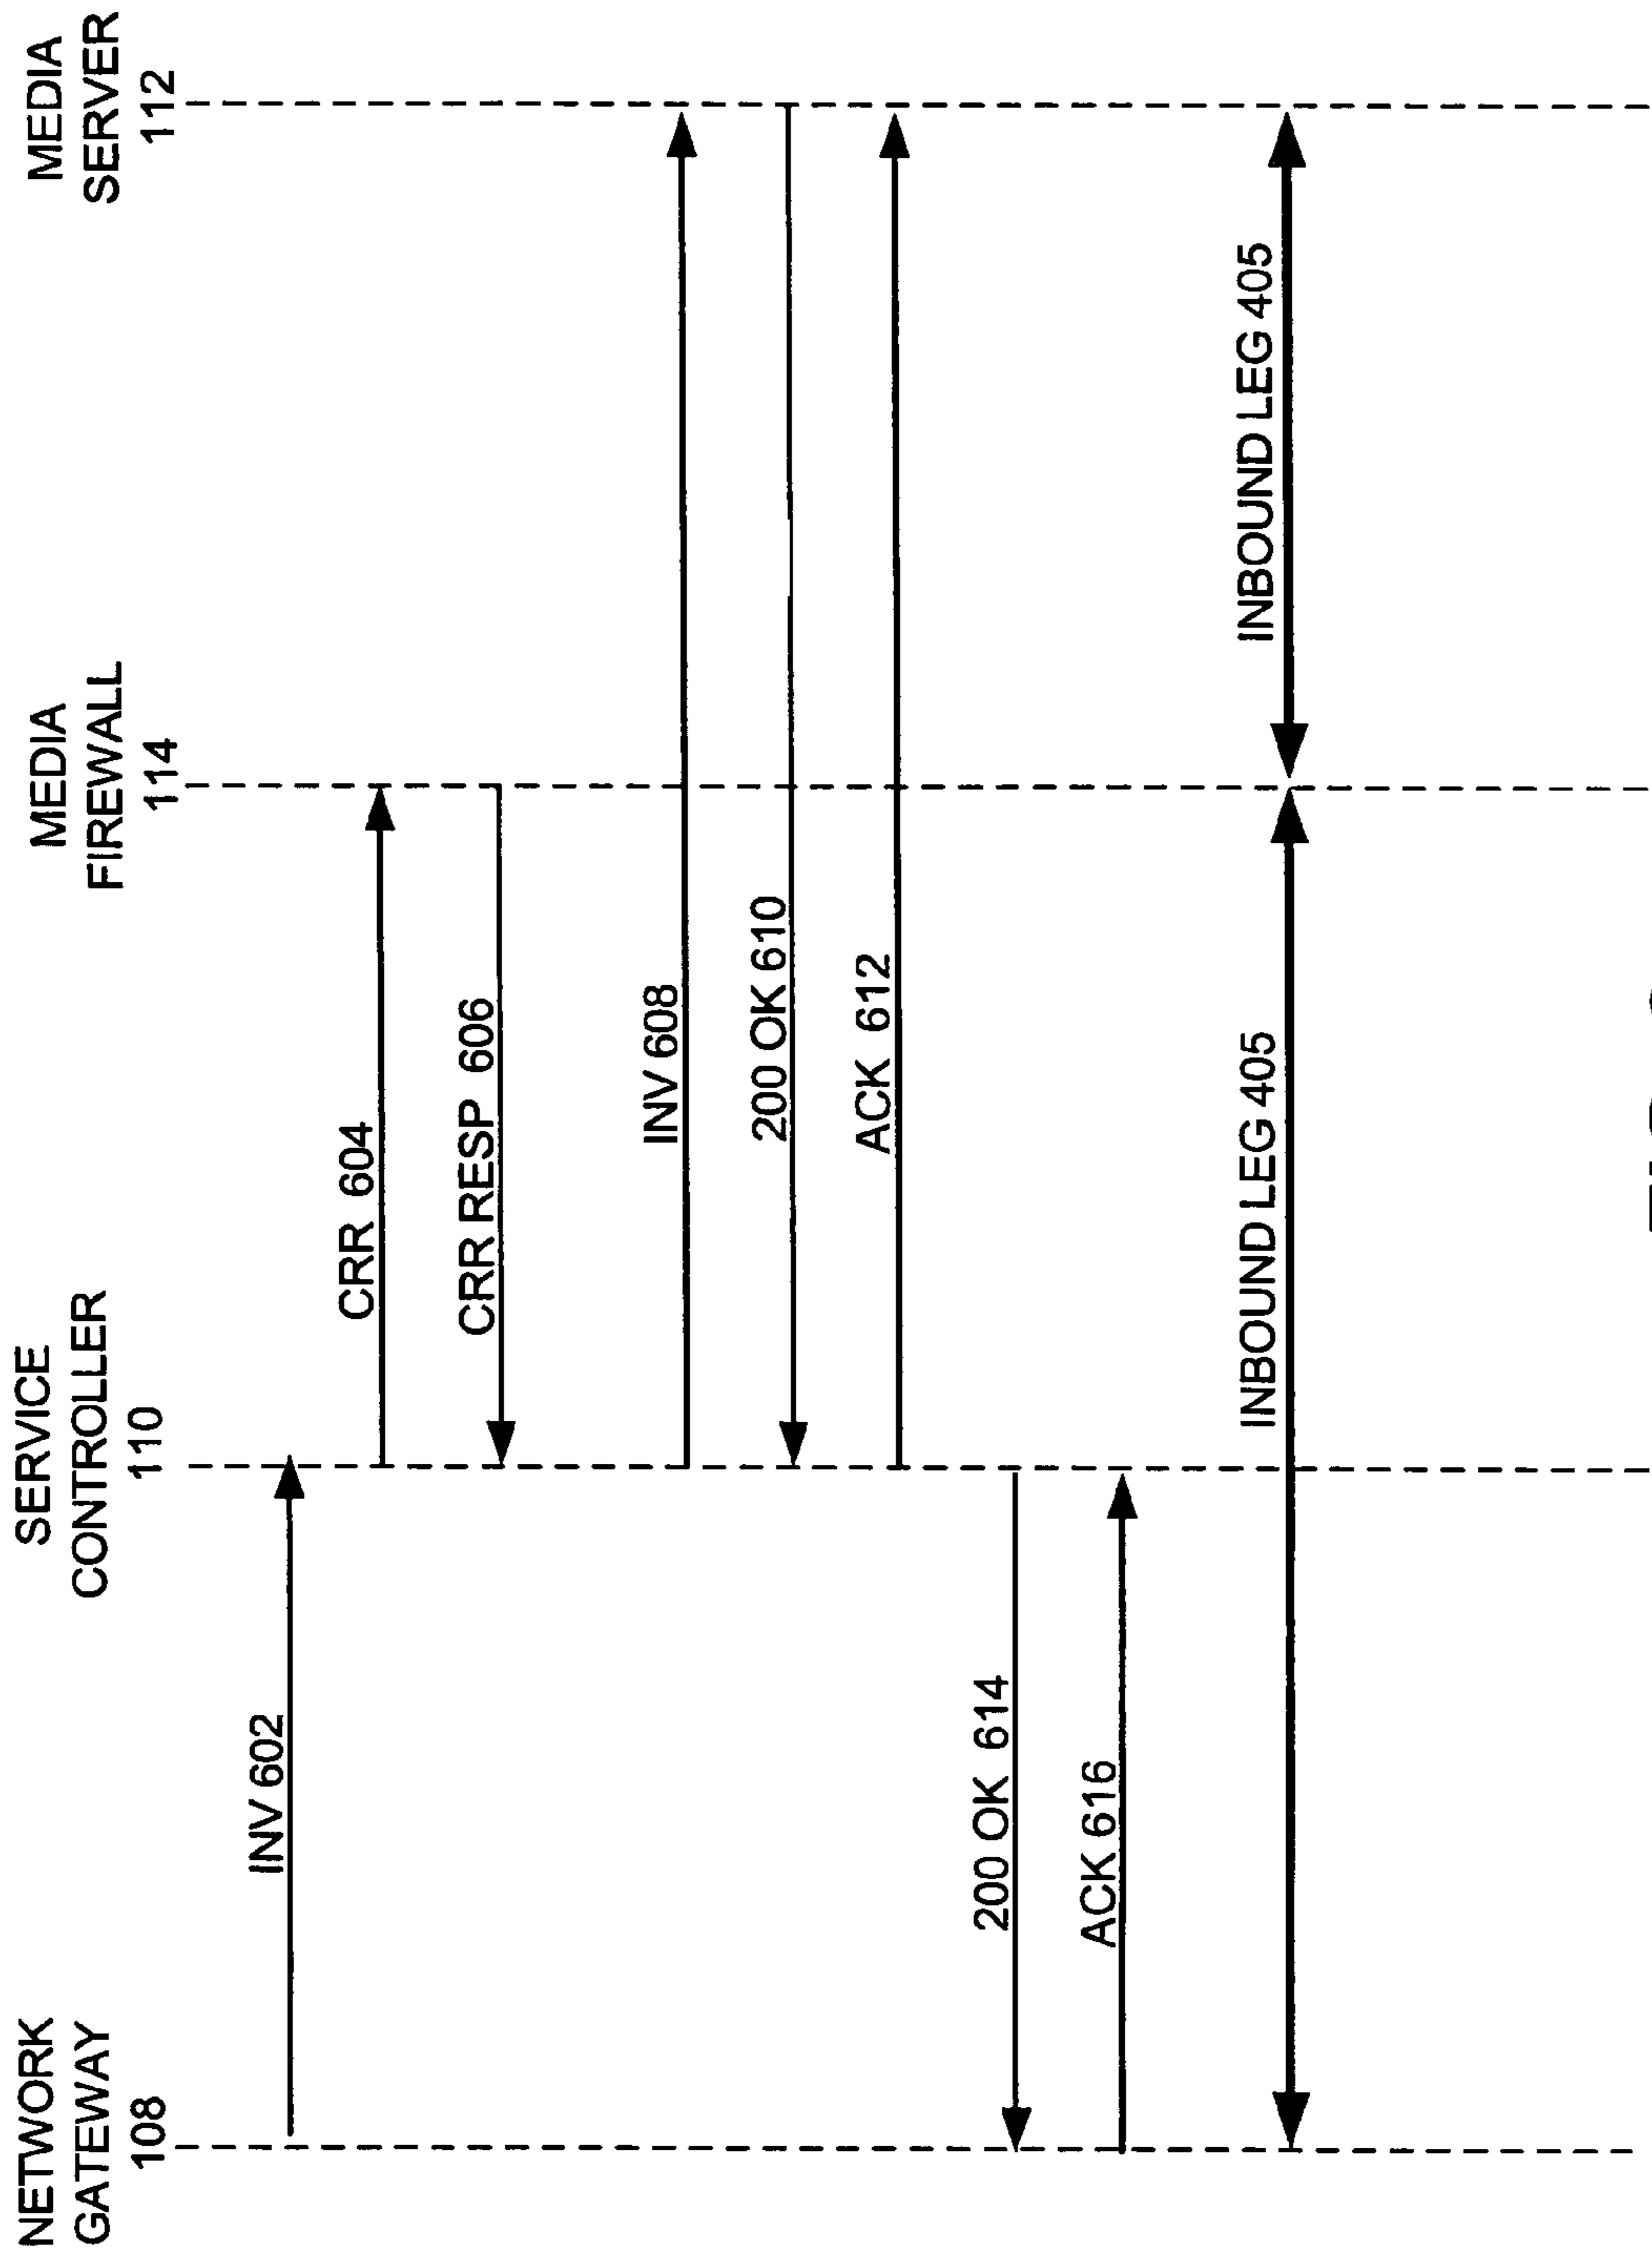 NETWORK
GATEWAY
108
SERVICE
CONTROLLER
110
MEDIA
FIREWALL
114
MEDIA
SERVER
112
INV 602
CRR 604
CRR RESP 606
INV 608
200 OK 610
ACK 612
200 OK 614
ACK 616
INBOUND LEG 405
INBOUND LEG 405